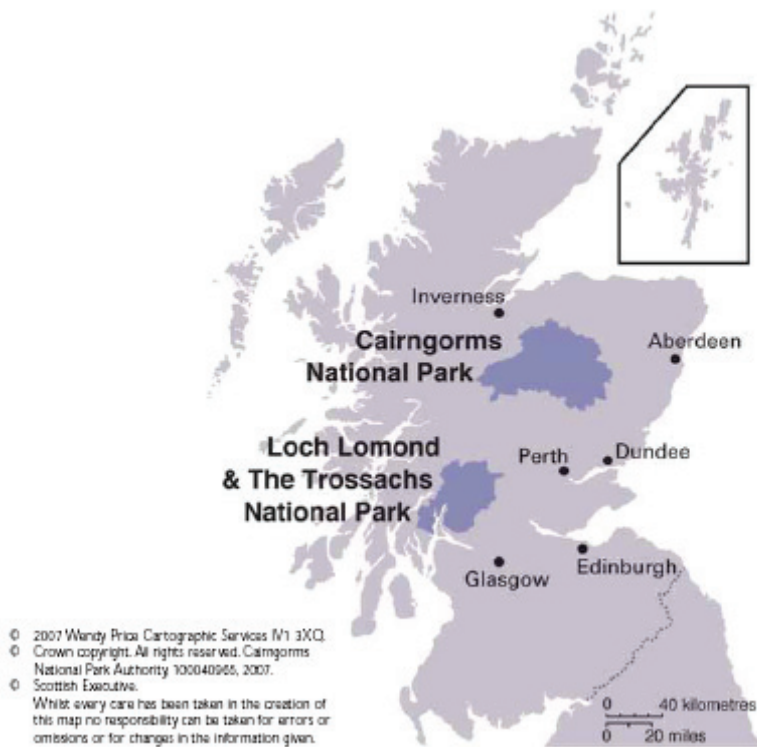 Inverness
Cairngorms
National Park
Aberdeen
Loch Lomond
& The Trossachs
National Park
Perth
Dundee
Glasgow
Edinburgh
© 2007 Wendy Price Cartographic Services IV1 3XQ.
© Crown copyright. All rights reserved. Cairngorms
National Park Authority 100040965, 2007.
© Scottish Executive.
Whilst every care has been taken in the creation of
this map no responsibility can be taken for errors or
omissions or for changes in the information given.
0 40 kilometres
0 20 miles